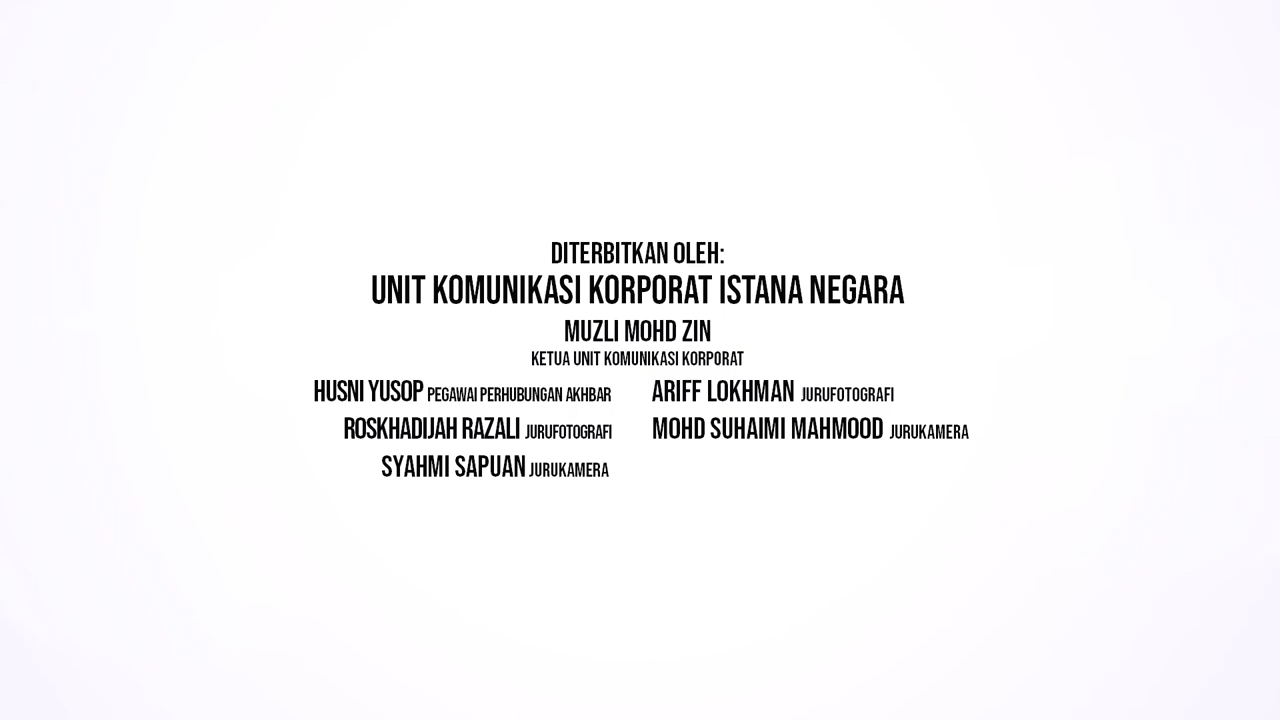 DITERBITKAN OLEH:
UNIT KOMUNIKASI KORPORAT ISTANA NEGARA
MUZLI MOHD ZIN
KETUA UNIT KOMUNIKASI KORPORAT
HUSNI YUSOP PEGAWAI PERHUBUNGAN AKHBAR
ARIFF LOKHMAN JURUFOTOGRAFI
ROSKHADIJAH RAZALI JURUFOTOGRAFI
MOHD SUHAIMI MAHMOOD JURUKAMERA
SYAHMI SAPUAN JURUKAMERA